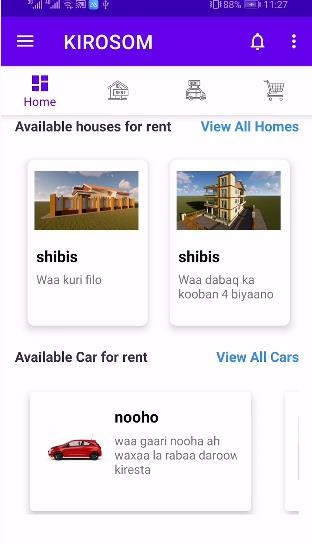 88% 11:27
KIROSOM
RENT
Home
Available houses for rent View All Homes
shibis
Waa kuri filo
shibis
Waa dabaq ka
kooban 4 biyaano
Available Car for rent View All Cars
nooho
waa gaari nooha ah
waxaa la rabaa daroow
kiresta